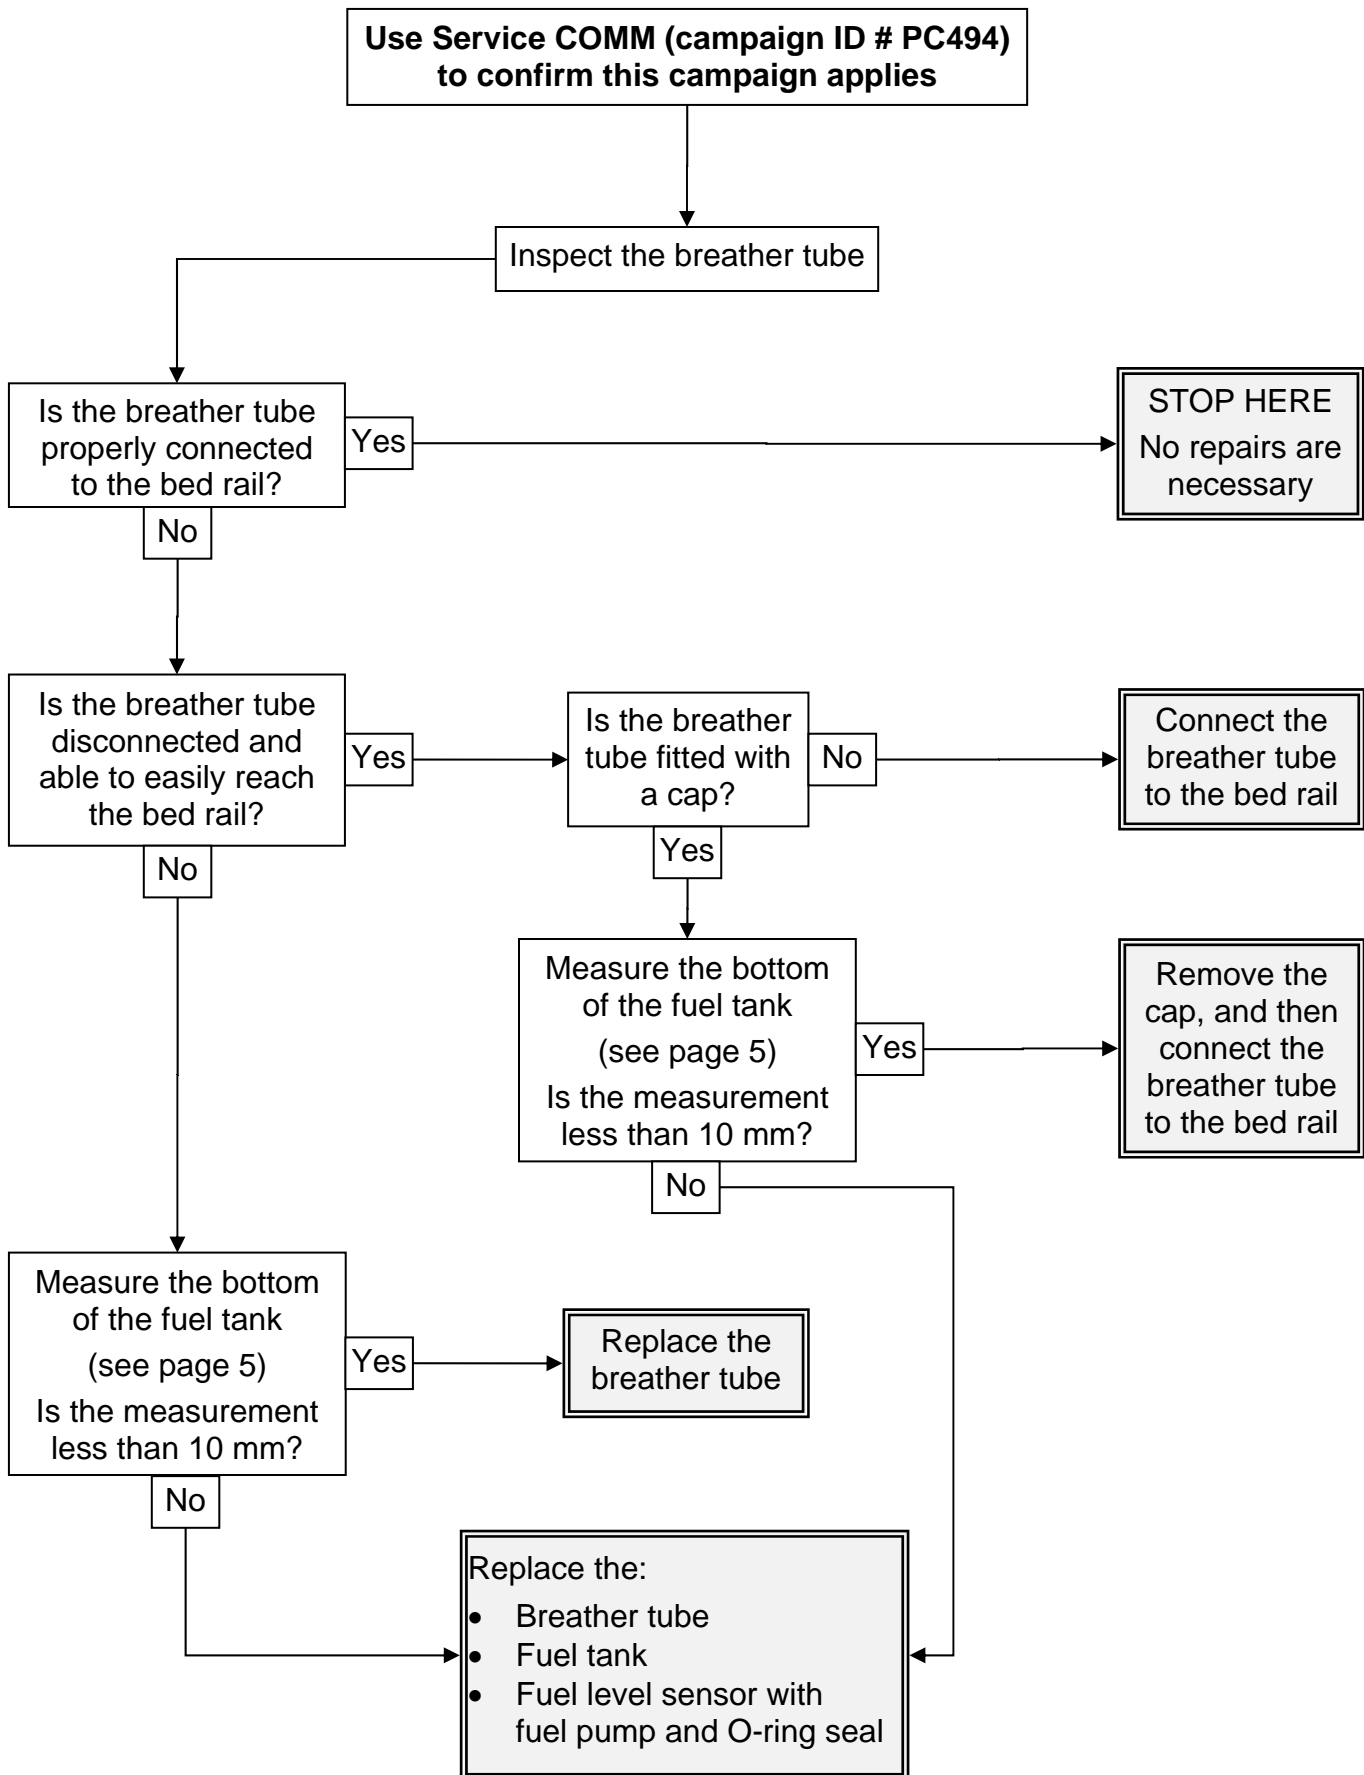 Use Service COMM (campaign ID # PC494)
to confirm this campaign applies
Inspect the breather tube
Is the breather tube
properly connected
to the bed rail?
Yes
STOP HERE
No repairs are
necessary
No
Is the breather tube
disconnected and
able to easily reach
the bed rail?
Yes
Is the breather
tube fitted with
a cap?
No
Connect the
breather tube
to the bed rail
No
Yes
Measure the bottom
of the fuel tank
(see page 5)
Is the measurement
less than 10 mm?
Yes
Remove the
cap, and then
connect the
breather tube
to the bed rail
No
Measure the bottom
of the fuel tank
(see page 5)
Is the measurement
less than 10 mm?
Yes
Replace the
breather tube
No
Replace the:
• Breather tube
• Fuel tank
• Fuel level sensor with
fuel pump and O-ring seal